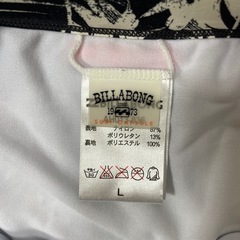 BILLABONG
1973
表地 ナイロン 87%
ポリウレタン 13%
裏地 ポリエステル 100%
L